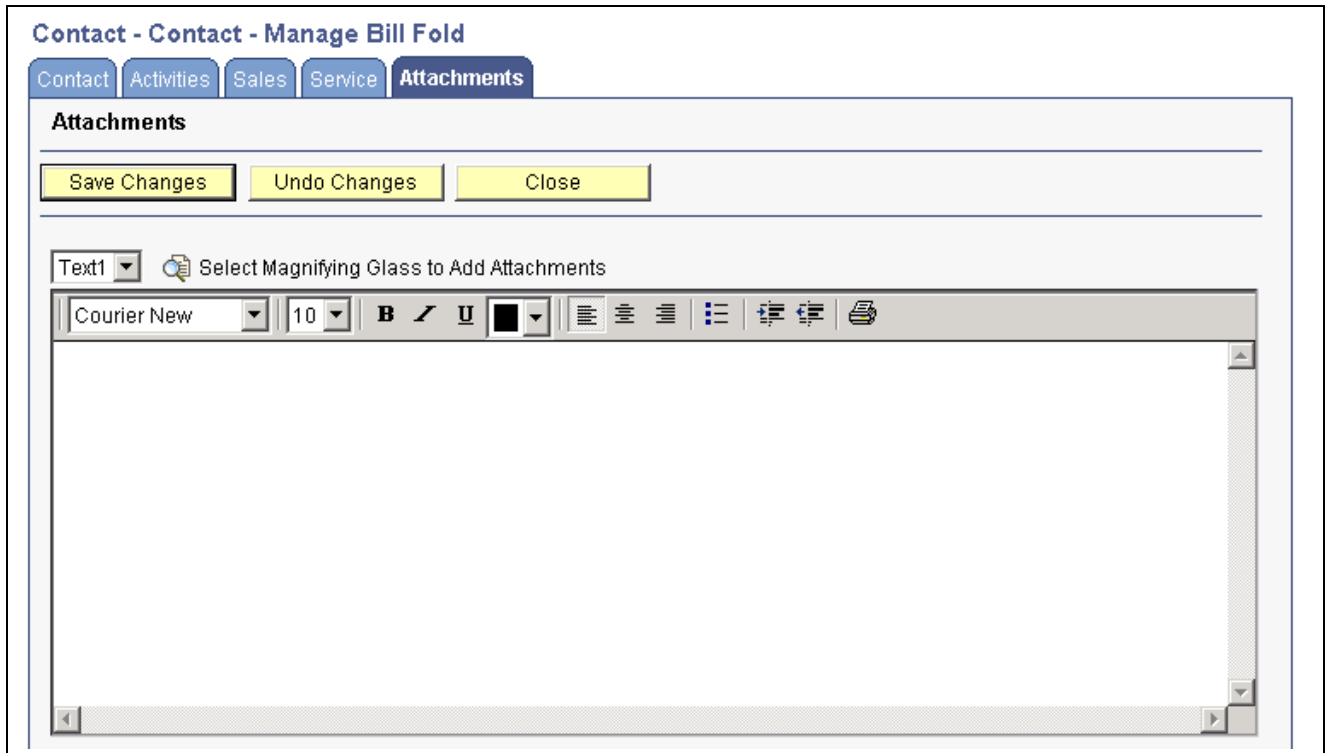 Contact - Contact - Manage Bill Fold
Contact Activities Sales Service Attachments
Attachments
Save Changes Undo Changes Close
Text1 Select Magnifying Glass to Add Attachments
Courier New 10 B I U